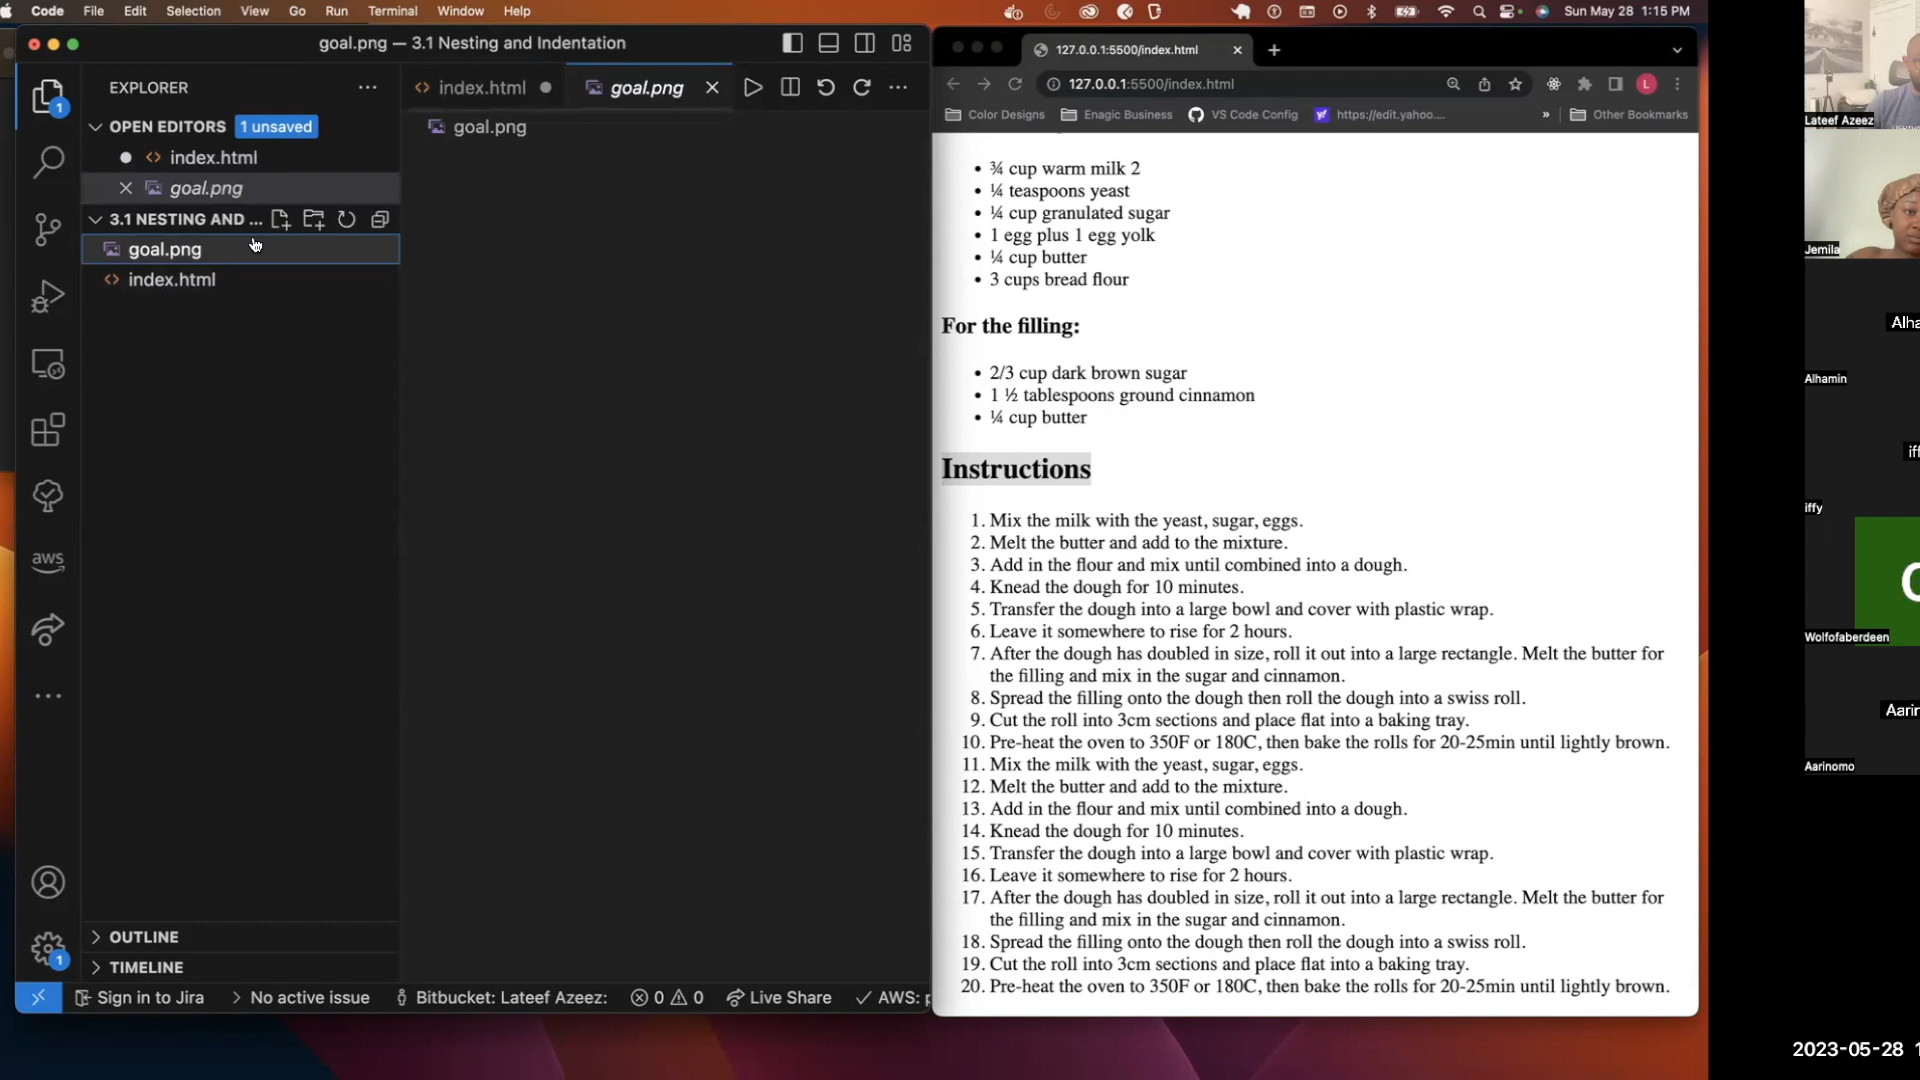 Code File Edit Selection View Go Run Terminal Window Help
Sun May 28 1:15 PM
goal.png — 3.1 Nesting and Indentation
EXPLORER
OPEN EDITORS 1 unsaved
index.html
goal.png
3.1 NESTING AND ...
goal.png
index.html
OUTLINE
TIMELINE
1
aws
1
index.html
goal.png
goal.png
Sign in to Jira
No active issue
Bitbucket: Lateef Azeez:
0 0
Live Share
AWS: p
127.0.0.1:5500/index.html
127.0.0.1:5500/index.html
L
Color Designs
Enagic Business
VS Code Config
https://edit.yahoo....
»
Other Bookmarks
• ¾ cup warm milk 2
• ¼ teaspoons yeast
• ¼ cup granulated sugar
• 1 egg plus 1 egg yolk
• ¼ cup butter
• 3 cups bread flour
For the filling:
• 2/3 cup dark brown sugar
• 1 ½ tablespoons ground cinnamon
• ¼ cup butter
Instructions
1. Mix the milk with the yeast, sugar, eggs.
2. Melt the butter and add to the mixture.
3. Add in the flour and mix until combined into a dough.
4. Knead the dough for 10 minutes.
5. Transfer the dough into a large bowl and cover with plastic wrap.
6. Leave it somewhere to rise for 2 hours.
7. After the dough has doubled in size, roll it out into a large rectangle. Melt the butter for
the filling and mix in the sugar and cinnamon.
8. Spread the filling onto the dough then roll the dough into a swiss roll.
9. Cut the roll into 3cm sections and place flat into a baking tray.
10. Pre-heat the oven to 350F or 180C, then bake the rolls for 20-25min until lightly brown.
11. Mix the milk with the yeast, sugar, eggs.
12. Melt the butter and add to the mixture.
13. Add in the flour and mix until combined into a dough.
14. Knead the dough for 10 minutes.
15. Transfer the dough into a large bowl and cover with plastic wrap.
16. Leave it somewhere to rise for 2 hours.
17. After the dough has doubled in size, roll it out into a large rectangle. Melt the butter for
the filling and mix in the sugar and cinnamon.
18. Spread the filling onto the dough then roll the dough into a swiss roll.
19. Cut the roll into 3cm sections and place flat into a baking tray.
20. Pre-heat the oven to 350F or 180C, then bake the rolls for 20-25min until lightly brown.
Lateef Azeez
Jemila
Alha
Alhamin
iff
iffy
Wolfofaberdeen
Aarin
Aarinomo
2023-05-28 1